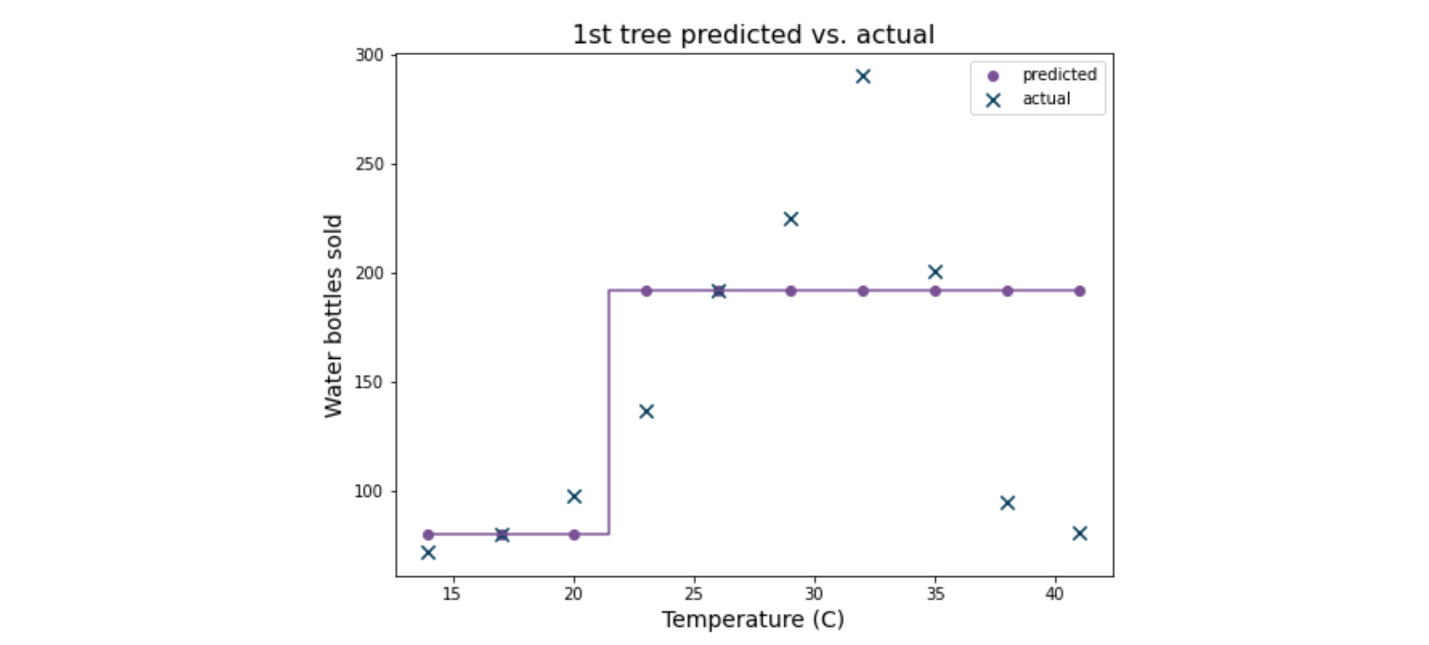 1st tree predicted vs. actual
300
250
200
150
100
Water bottles sold
predicted
actual
15 20 25 30 35 40
Temperature (C)